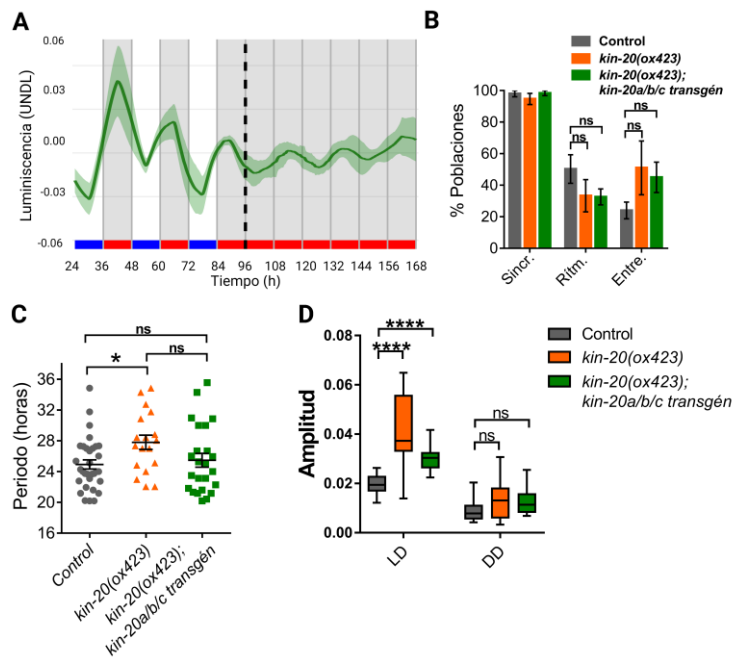 A
Luminiscencia (UNDL)
0.06
0.03
0.00
-0.03
-0.06
24 36 48 60 72 84 96 108 120 132 144 156 168
Tiempo (h)
B
Control
kin-20(ox423)
kin-20(ox423);
kin-20a/b/c transgén
% Poblaciones
100
80
60
40
20
0
ns
ns
ns
ns
Sincr.
Rítm.
Entre.
C
Periodo (horas)
36
32
28
24
20
16
ns
*
ns
Control
kin-20(ox423)
kin-20(ox423);
kin-20a/b/c transgén
D
Amplitud
0.08
0.06
0.04
0.02
0.00
****
****
ns
ns
LD
DD
Control
kin-20(ox423)
kin-20(ox423);
kin-20a/b/c transgén